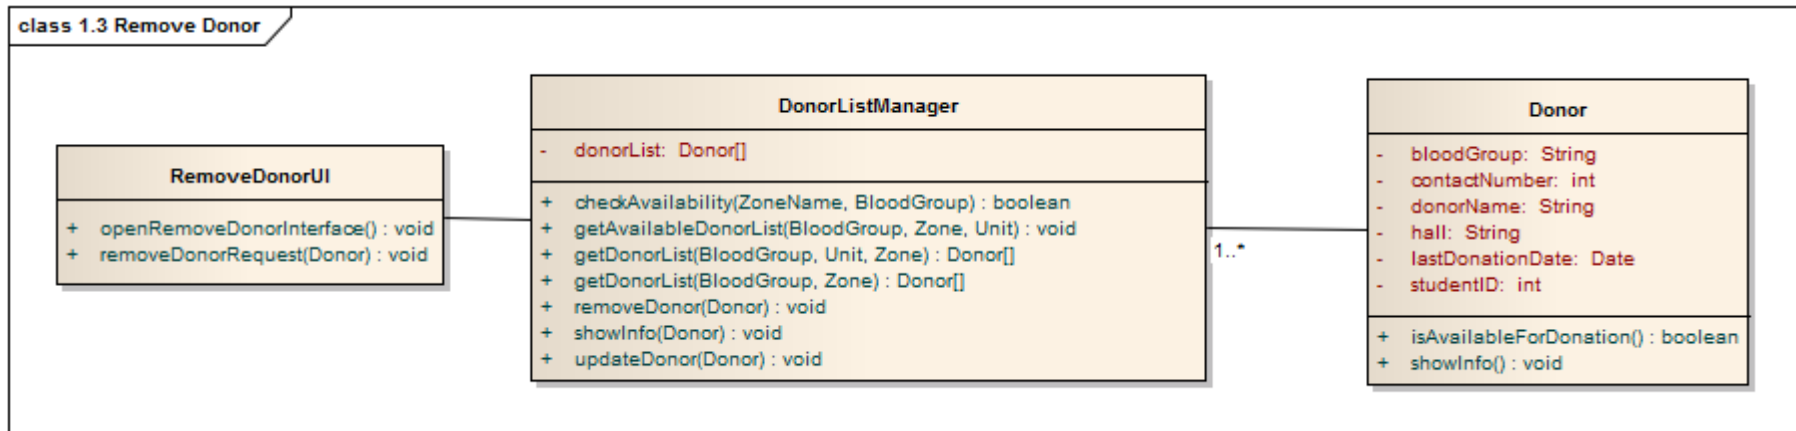 class 1.3 Remove Donor
RemoveDonorUI
+ openRemoveDonorInterface() : void
+ removeDonorRequest(Donor) : void
DonorListManager
- donorList: Donor[]
+ checkAvailability(ZoneName, BloodGroup) : boolean
+ getAvailableDonorList(BloodGroup, Zone, Unit) : void
+ getDonorList(BloodGroup, Unit, Zone) : Donor[]
+ getDonorList(BloodGroup, Zone) : Donor[]
+ removeDonor(Donor) : void
+ showInfo(Donor) : void
+ updateDonor(Donor) : void
1..*
Donor
- bloodGroup: String
- contactNumber: int
- donorName: String
- hall: String
- lastDonationDate: Date
- studentID: int
+ isAvailableForDonation() : boolean
+ showInfo() : void